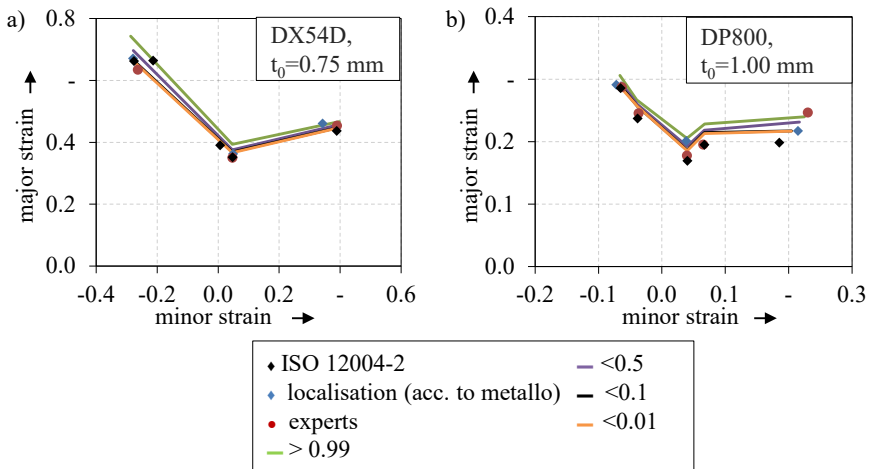 a)
DX54D,
t₀=0.75 mm
major strain →
0.8
-
0.4
0.2
0.0
-0.4 -0.2 0.0 0.2 - 0.6
minor strain →
b)
DP800,
t₀=1.00 mm
major strain →
0.4
-
0.2
0.1
0.0
-0.2 -0.1 0.0 0.1 - 0.3
minor strain →
ISO 12004-2
localisation (acc. to metallo)
experts
> 0.99
<0.5
<0.1
<0.01